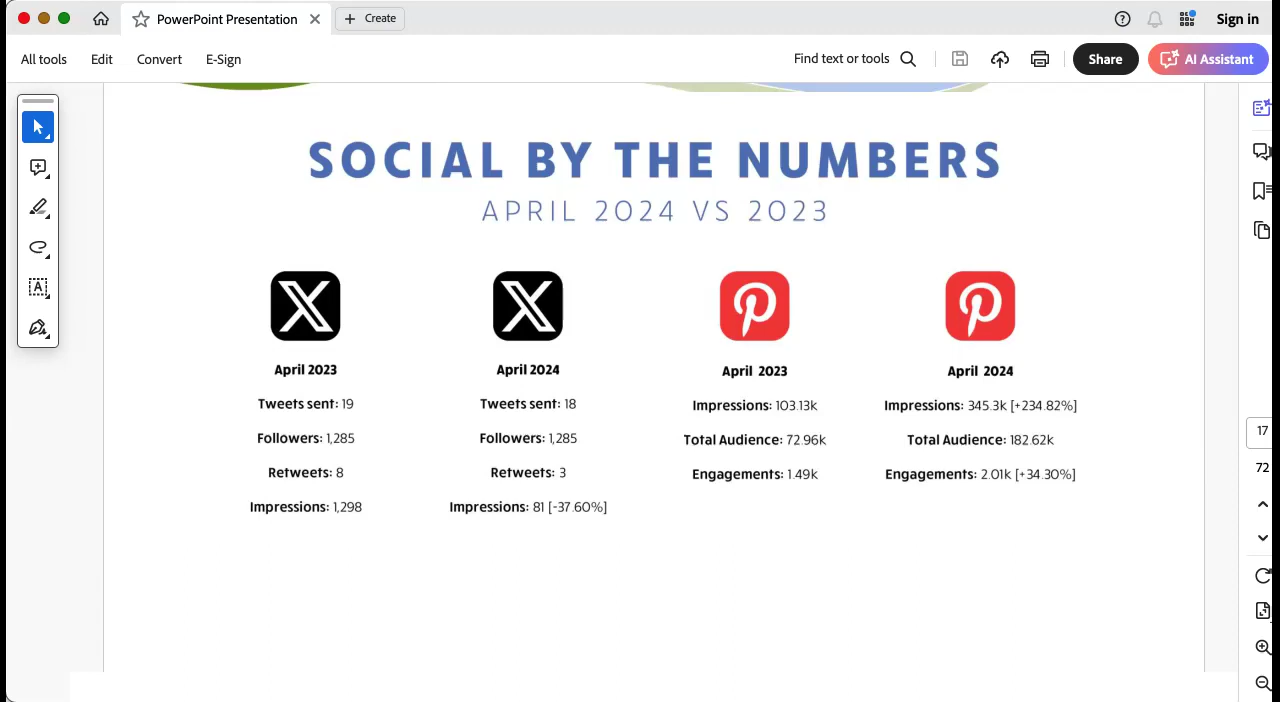 PowerPoint Presentation
Create
Sign in
All tools
Edit
Convert
E-Sign
Find text or tools
Share
AI Assistant
SOCIAL BY THE NUMBERS
APRIL 2024 VS 2023
April 2023
Tweets sent: 19
Followers: 1,285
Retweets: 8
Impressions: 1,298
April 2024
Tweets sent: 18
Followers: 1,285
Retweets: 3
Impressions: 81 [-37.60%]
April 2023
Impressions: 103.13k
Total Audience: 72.96k
Engagements: 1.49k
April 2024
Impressions: 345.3k [+234.82%]
Total Audience: 182.62k
Engagements: 2.01k [+34.30%]
17
72